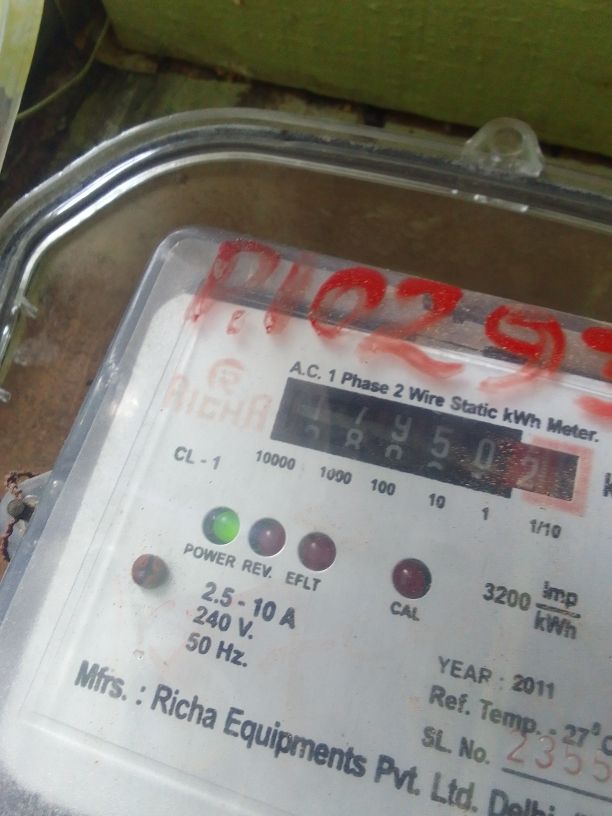 R
RICHA
A.C. 1 Phase 2 Wire Static kWh Meter.
CL - 1
10000 1000 100 10 1 1/10
POWER REV. EFLT
CAL
3200 imp
kWh
2.5 - 10 A
240 V.
50 Hz.
YEAR : 2011
Ref. Temp. - 27°C
SL. No. 2355
Mfrs. : Richa Equipments Pvt. Ltd. Delhi